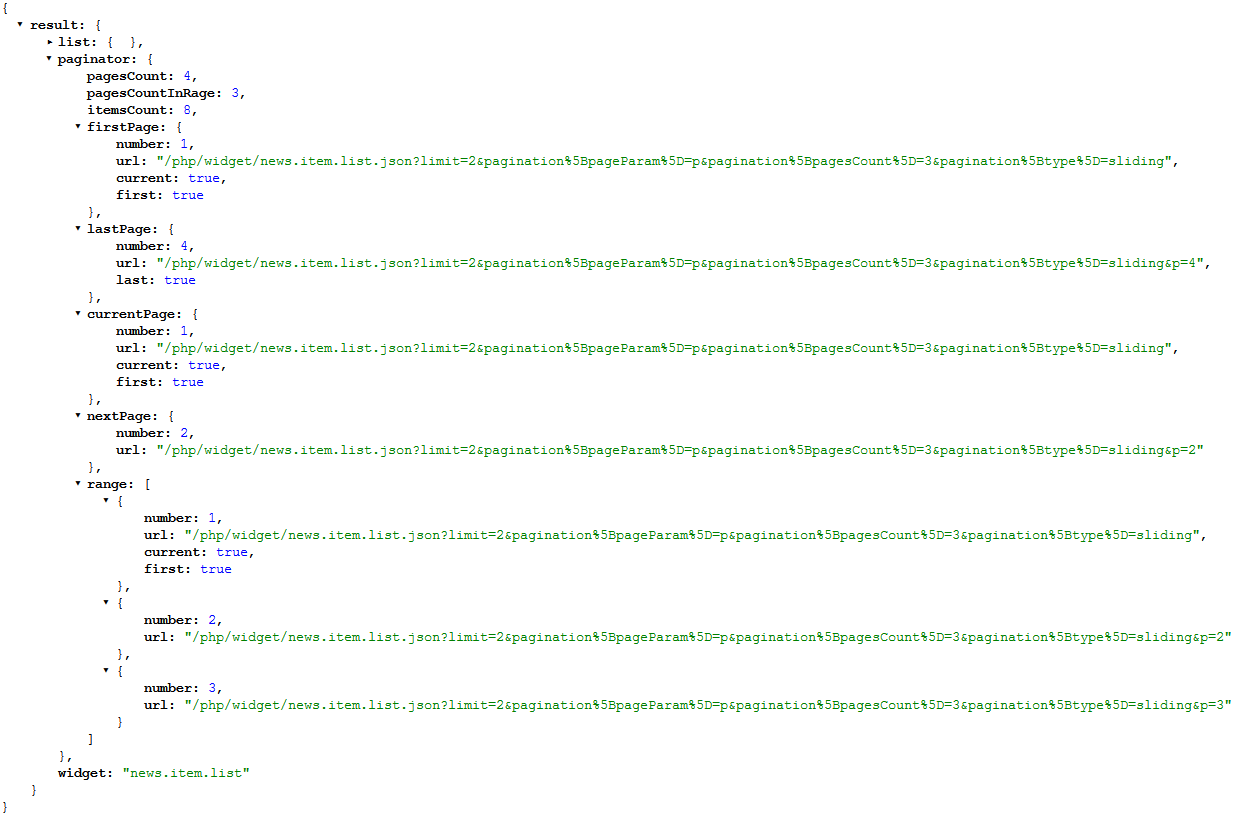 {
▾ result: {
▸ list: { },
▾ paginator: {
pagesCount: 4,
pagesCountInRage: 3,
itemsCount: 8,
▾ firstPage: {
number: 1,
url: "/php/widget/news.item.list.json?limit=2&pagination%5BpageParam%5D=p&pagination%5BpagesCount%5D=3&pagination%5Btype%5D=sliding",
current: true,
first: true
},
▾ lastPage: {
number: 4,
url: "/php/widget/news.item.list.json?limit=2&pagination%5BpageParam%5D=p&pagination%5BpagesCount%5D=3&pagination%5Btype%5D=sliding&p=4",
last: true
},
▾ currentPage: {
number: 1,
url: "/php/widget/news.item.list.json?limit=2&pagination%5BpageParam%5D=p&pagination%5BpagesCount%5D=3&pagination%5Btype%5D=sliding",
current: true,
first: true
},
▾ nextPage: {
number: 2,
url: "/php/widget/news.item.list.json?limit=2&pagination%5BpageParam%5D=p&pagination%5BpagesCount%5D=3&pagination%5Btype%5D=sliding&p=2"
},
▾ range: [
▾ {
number: 1,
url: "/php/widget/news.item.list.json?limit=2&pagination%5BpageParam%5D=p&pagination%5BpagesCount%5D=3&pagination%5Btype%5D=sliding",
current: true,
first: true
},
▾ {
number: 2,
url: "/php/widget/news.item.list.json?limit=2&pagination%5BpageParam%5D=p&pagination%5BpagesCount%5D=3&pagination%5Btype%5D=sliding&p=2"
},
▾ {
number: 3,
url: "/php/widget/news.item.list.json?limit=2&pagination%5BpageParam%5D=p&pagination%5BpagesCount%5D=3&pagination%5Btype%5D=sliding&p=3"
}
]
},
widget: "news.item.list"
}
}